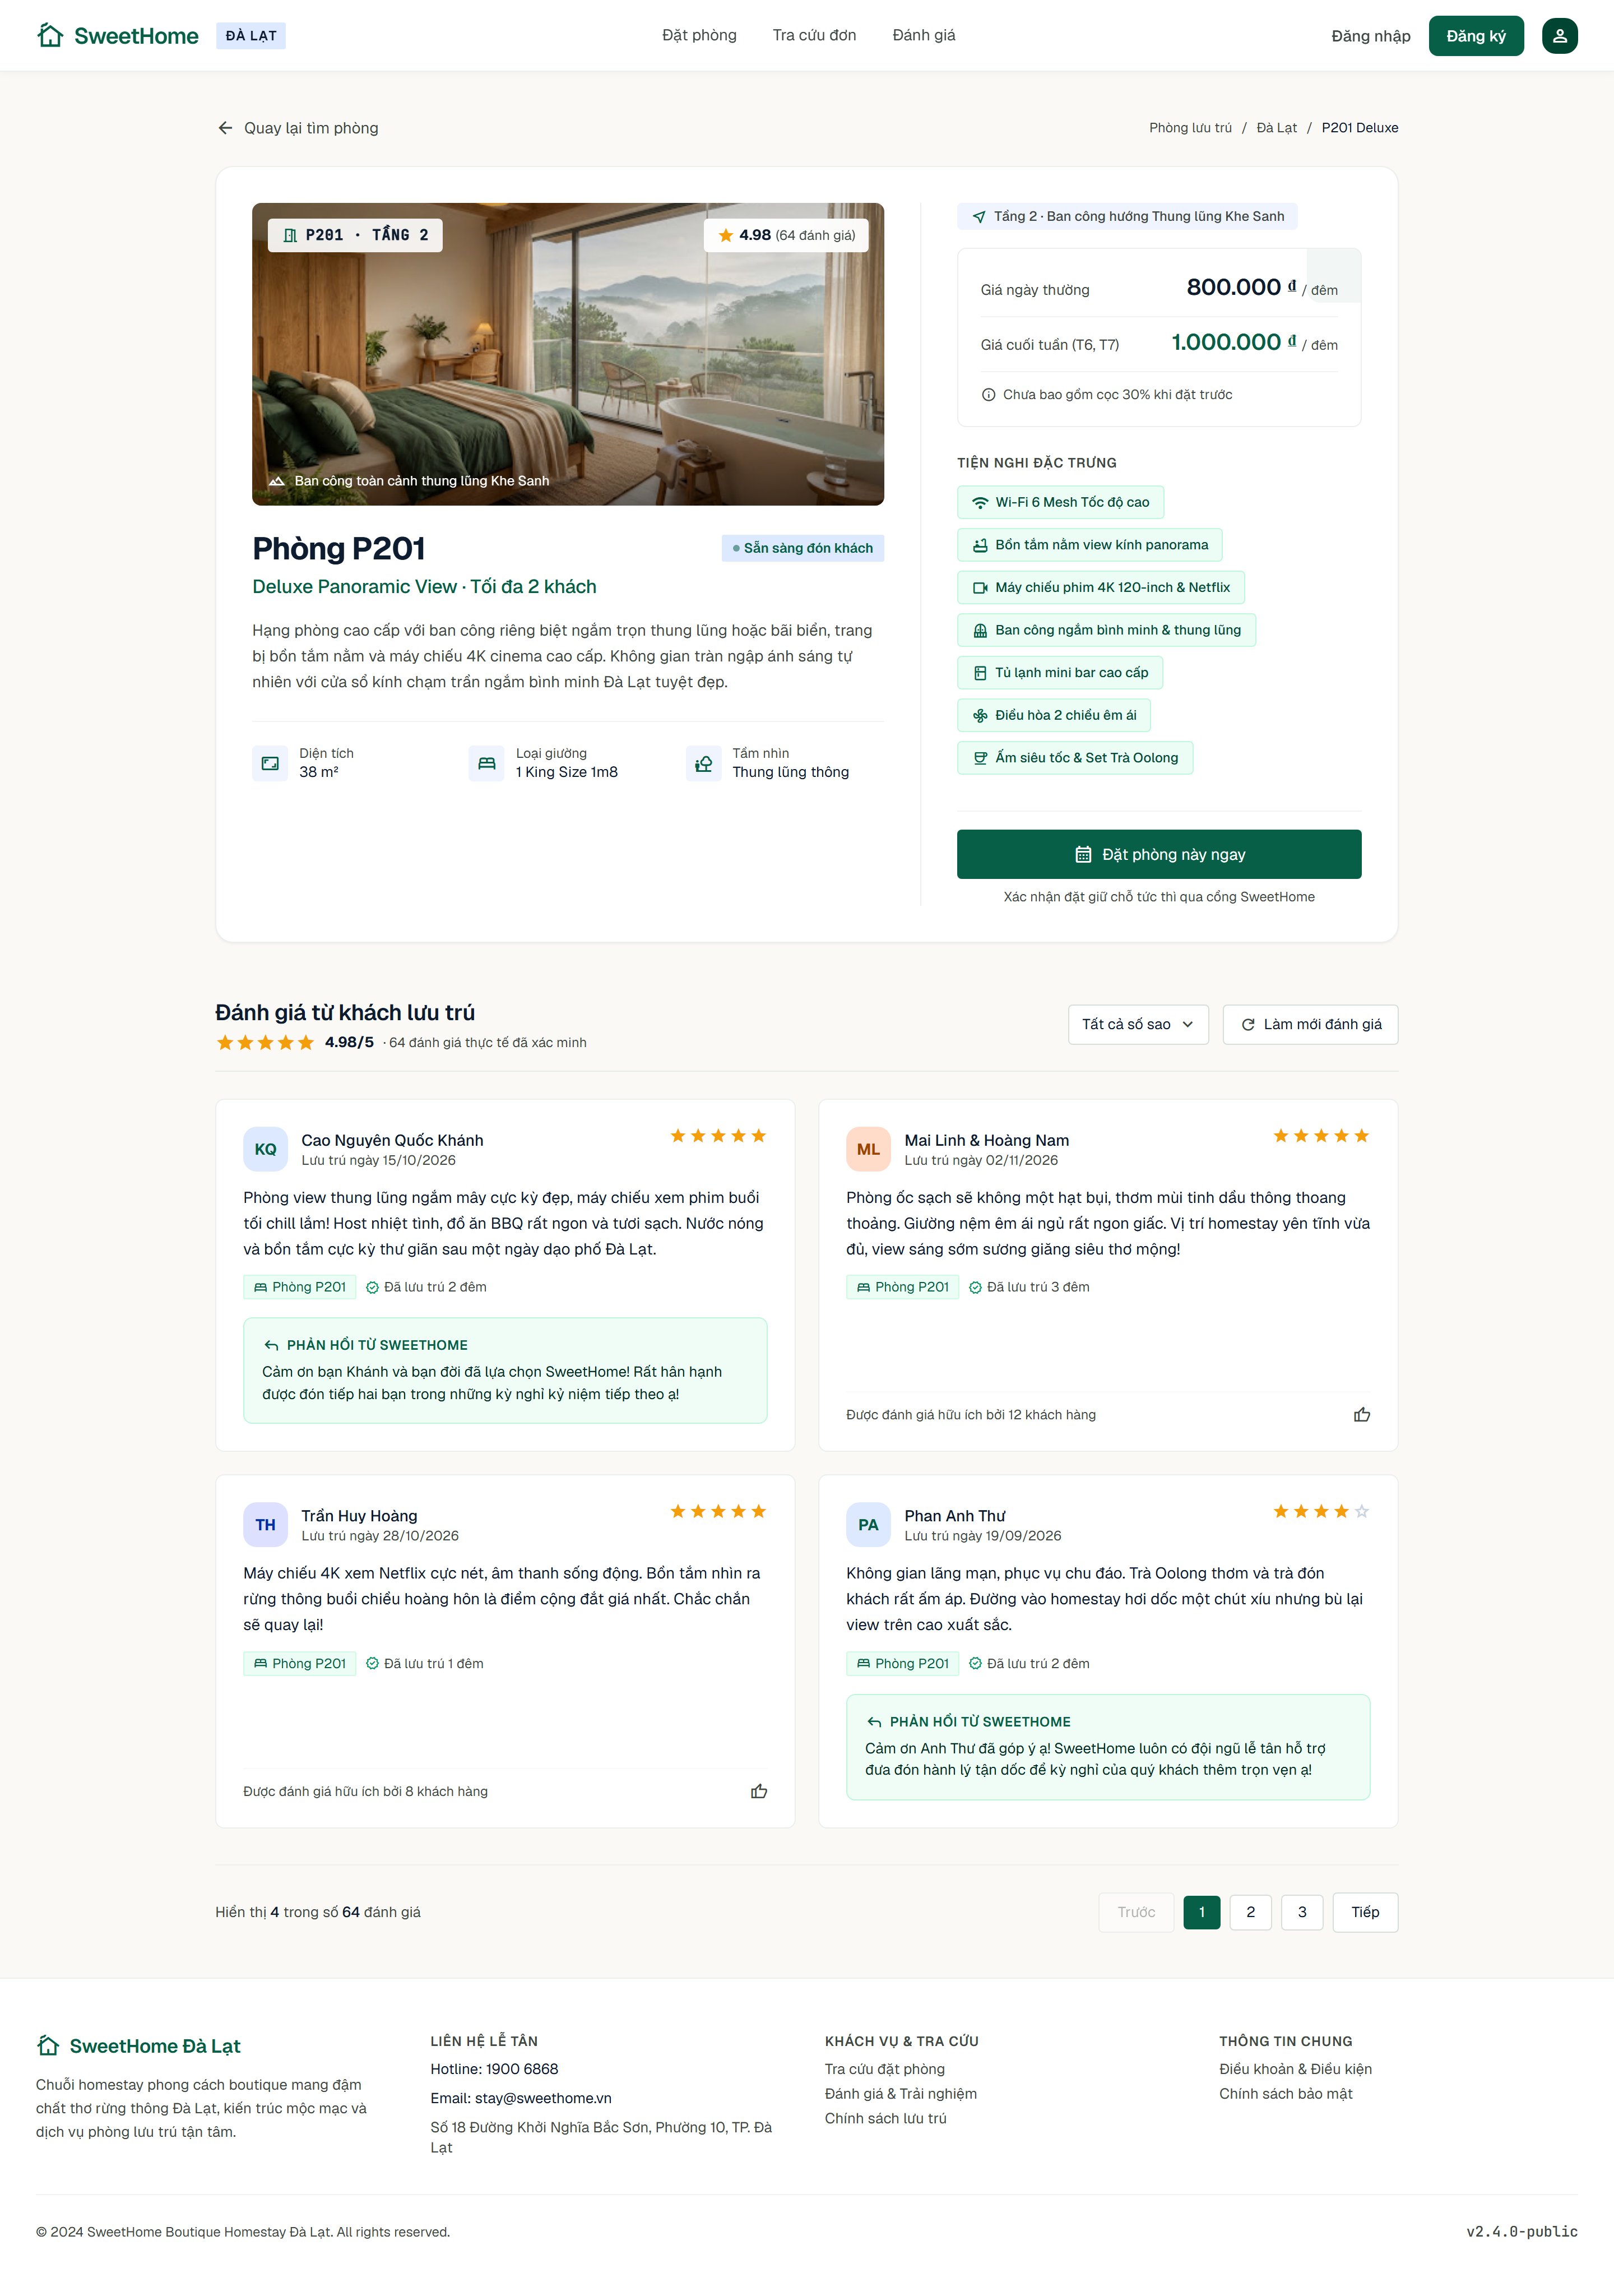 SweetHome ĐÀ LẠT Đặt phòng Tra cứu đơn Đánh giá Đăng nhập Đăng ký
Quay lại tìm phòng Phòng lưu trú / Đà Lạt / P201 Deluxe
P201 · TẦNG 2
4.98 (64 đánh giá)
Ban công toàn cảnh thung lũng Khe Sanh
Phòng P201
Sẵn sàng đón khách
Deluxe Panoramic View · Tối đa 2 khách
Hạng phòng cao cấp với ban công riêng biệt ngắm trọn thung lũng hoặc bãi biển, trang
bị bồn tắm nằm và máy chiếu 4K cinema cao cấp. Không gian tràn ngập ánh sáng tự
nhiên với cửa sổ kính chạm trần ngắm bình minh Đà Lạt tuyệt đẹp.
Diện tích
38 m²
Loại giường
1 King Size 1m8
Tầm nhìn
Thung lũng thông
Tầng 2 · Ban công hướng Thung lũng Khe Sanh
Giá ngày thường 800.000 ₫ / đêm
Giá cuối tuần (T6, T7) 1.000.000 ₫ / đêm
Chưa bao gồm cọc 30% khi đặt trước
TIỆN NGHI ĐẶC TRƯNG
Wi-Fi 6 Mesh Tốc độ cao
Bồn tắm nằm view kính panorama
Máy chiếu phim 4K 120-inch & Netflix
Ban công ngắm bình minh & thung lũng
Tủ lạnh mini bar cao cấp
Điều hòa 2 chiều êm ái
Ấm siêu tốc & Set Trà Oolong
Đặt phòng này ngay
Xác nhận đặt giữ chỗ tức thì qua cổng SweetHome
Đánh giá từ khách lưu trú
4.98/5 · 64 đánh giá thực tế đã xác minh
Tất cả số sao
Làm mới đánh giá
KQ
Cao Nguyên Quốc Khánh
Lưu trú ngày 15/10/2026
Phòng view thung lũng ngắm mây cực kỳ đẹp, máy chiếu xem phim buổi
tối chill lắm! Host nhiệt tình, đồ ăn BBQ rất ngon và tươi sạch. Nước nóng
và bồn tắm cực kỳ thư giãn sau một ngày dạo phố Đà Lạt.
Phòng P201 Đã lưu trú 2 đêm
PHẢN HỒI TỪ SWEETHOME
Cảm ơn bạn Khánh và bạn đời đã lựa chọn SweetHome! Rất hân hạnh
được đón tiếp hai bạn trong những kỳ nghỉ kỷ niệm tiếp theo ạ!
ML
Mai Linh & Hoàng Nam
Lưu trú ngày 02/11/2026
Phòng ốc sạch sẽ không một hạt bụi, thơm mùi tinh dầu thông thoang
thoảng. Giường nệm êm ái ngủ rất ngon giấc. Vị trí homestay yên tĩnh vừa
đủ, view sáng sớm sương giăng siêu thơ mộng!
Phòng P201 Đã lưu trú 3 đêm
Được đánh giá hữu ích bởi 12 khách hàng
TH
Trần Huy Hoàng
Lưu trú ngày 28/10/2026
Máy chiếu 4K xem Netflix cực nét, âm thanh sống động. Bồn tắm nhìn ra
rừng thông buổi chiều hoàng hôn là điểm cộng đắt giá nhất. Chắc chắn
sẽ quay lại!
Phòng P201 Đã lưu trú 1 đêm
Được đánh giá hữu ích bởi 8 khách hàng
PA
Phan Anh Thư
Lưu trú ngày 19/09/2026
Không gian lãng mạn, phục vụ chu đáo. Trà Oolong thơm và trà đón
khách rất ấm áp. Đường vào homestay hơi dốc một chút xíu nhưng bù lại
view trên cao xuất sắc.
Phòng P201 Đã lưu trú 2 đêm
PHẢN HỒI TỪ SWEETHOME
Cảm ơn Anh Thư đã góp ý ạ! SweetHome luôn có đội ngũ lễ tân hỗ trợ
đưa đón hành lý tận dốc để kỳ nghỉ của quý khách thêm trọn vẹn ạ!
Hiển thị 4 trong số 64 đánh giá
Trước 1 2 3 Tiếp
SweetHome Đà Lạt
Chuỗi homestay phong cách boutique mang đậm
chất thơ rừng thông Đà Lạt, kiến trúc mộc mạc và
dịch vụ phòng lưu trú tận tâm.
LIÊN HỆ LỄ TÂN
Hotline: 1900 6868
Email: stay@sweethome.vn
Số 18 Đường Khởi Nghĩa Bắc Sơn, Phường 10, TP. Đà
Lạt
KHÁCH VỤ & TRA CỨU
Tra cứu đặt phòng
Đánh giá & Trải nghiệm
Chính sách lưu trú
THÔNG TIN CHUNG
Điều khoản & Điều kiện
Chính sách bảo mật
© 2024 SweetHome Boutique Homestay Đà Lạt. All rights reserved.
v2.4.0-public